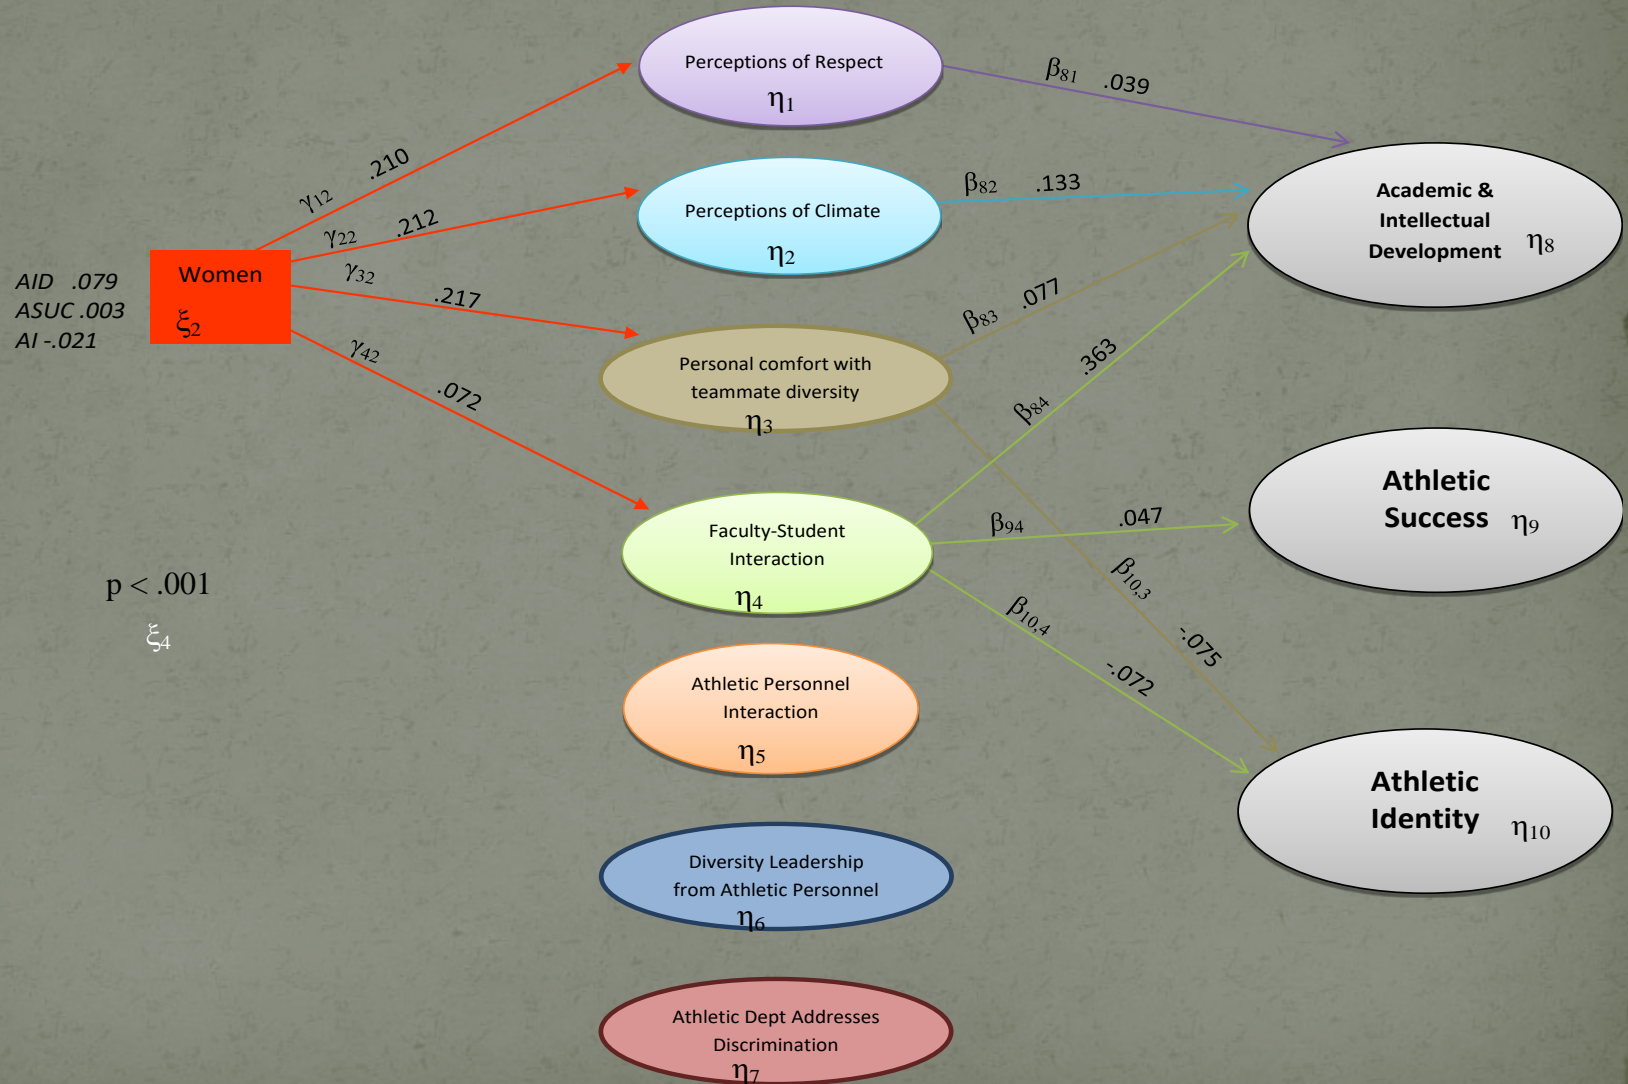 Perceptions of Respect
η1
β81 .039
Perceptions of Climate
η2
β82 .133
Academic &
Intellectual
Development η8
γ12 .210
γ22 .212
γ32 .217
γ42 .072
Women
ξ2
AID .079
ASUC .003
AI -.021
Personal comfort with
teammate diversity
η3
β83 .077
β84 .363
Faculty-Student
Interaction
η4
β94 .047
Athletic
Success η9
β10,3 -.075
β10,4 -.072
p < .001
ξ4
Athletic Personnel
Interaction
η5
Athletic
Identity η10
Diversity Leadership
from Athletic Personnel
η6
Athletic Dept Addresses
Discrimination
η7